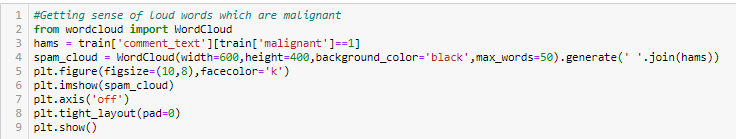 1 #Getting sense of loud words which are malignant
2 from wordcloud import WordCloud
3 hams = train['comment_text'][train['malignant']==1]
4 spam_cloud = WordCloud(width=600,height=400,background_color='black',max_words=50).generate(' '.join(hams))
5 plt.figure(figsize=(10,8),facecolor='k')
6 plt.imshow(spam_cloud)
7 plt.axis('off')
8 plt.tight_layout(pad=0)
9 plt.show()